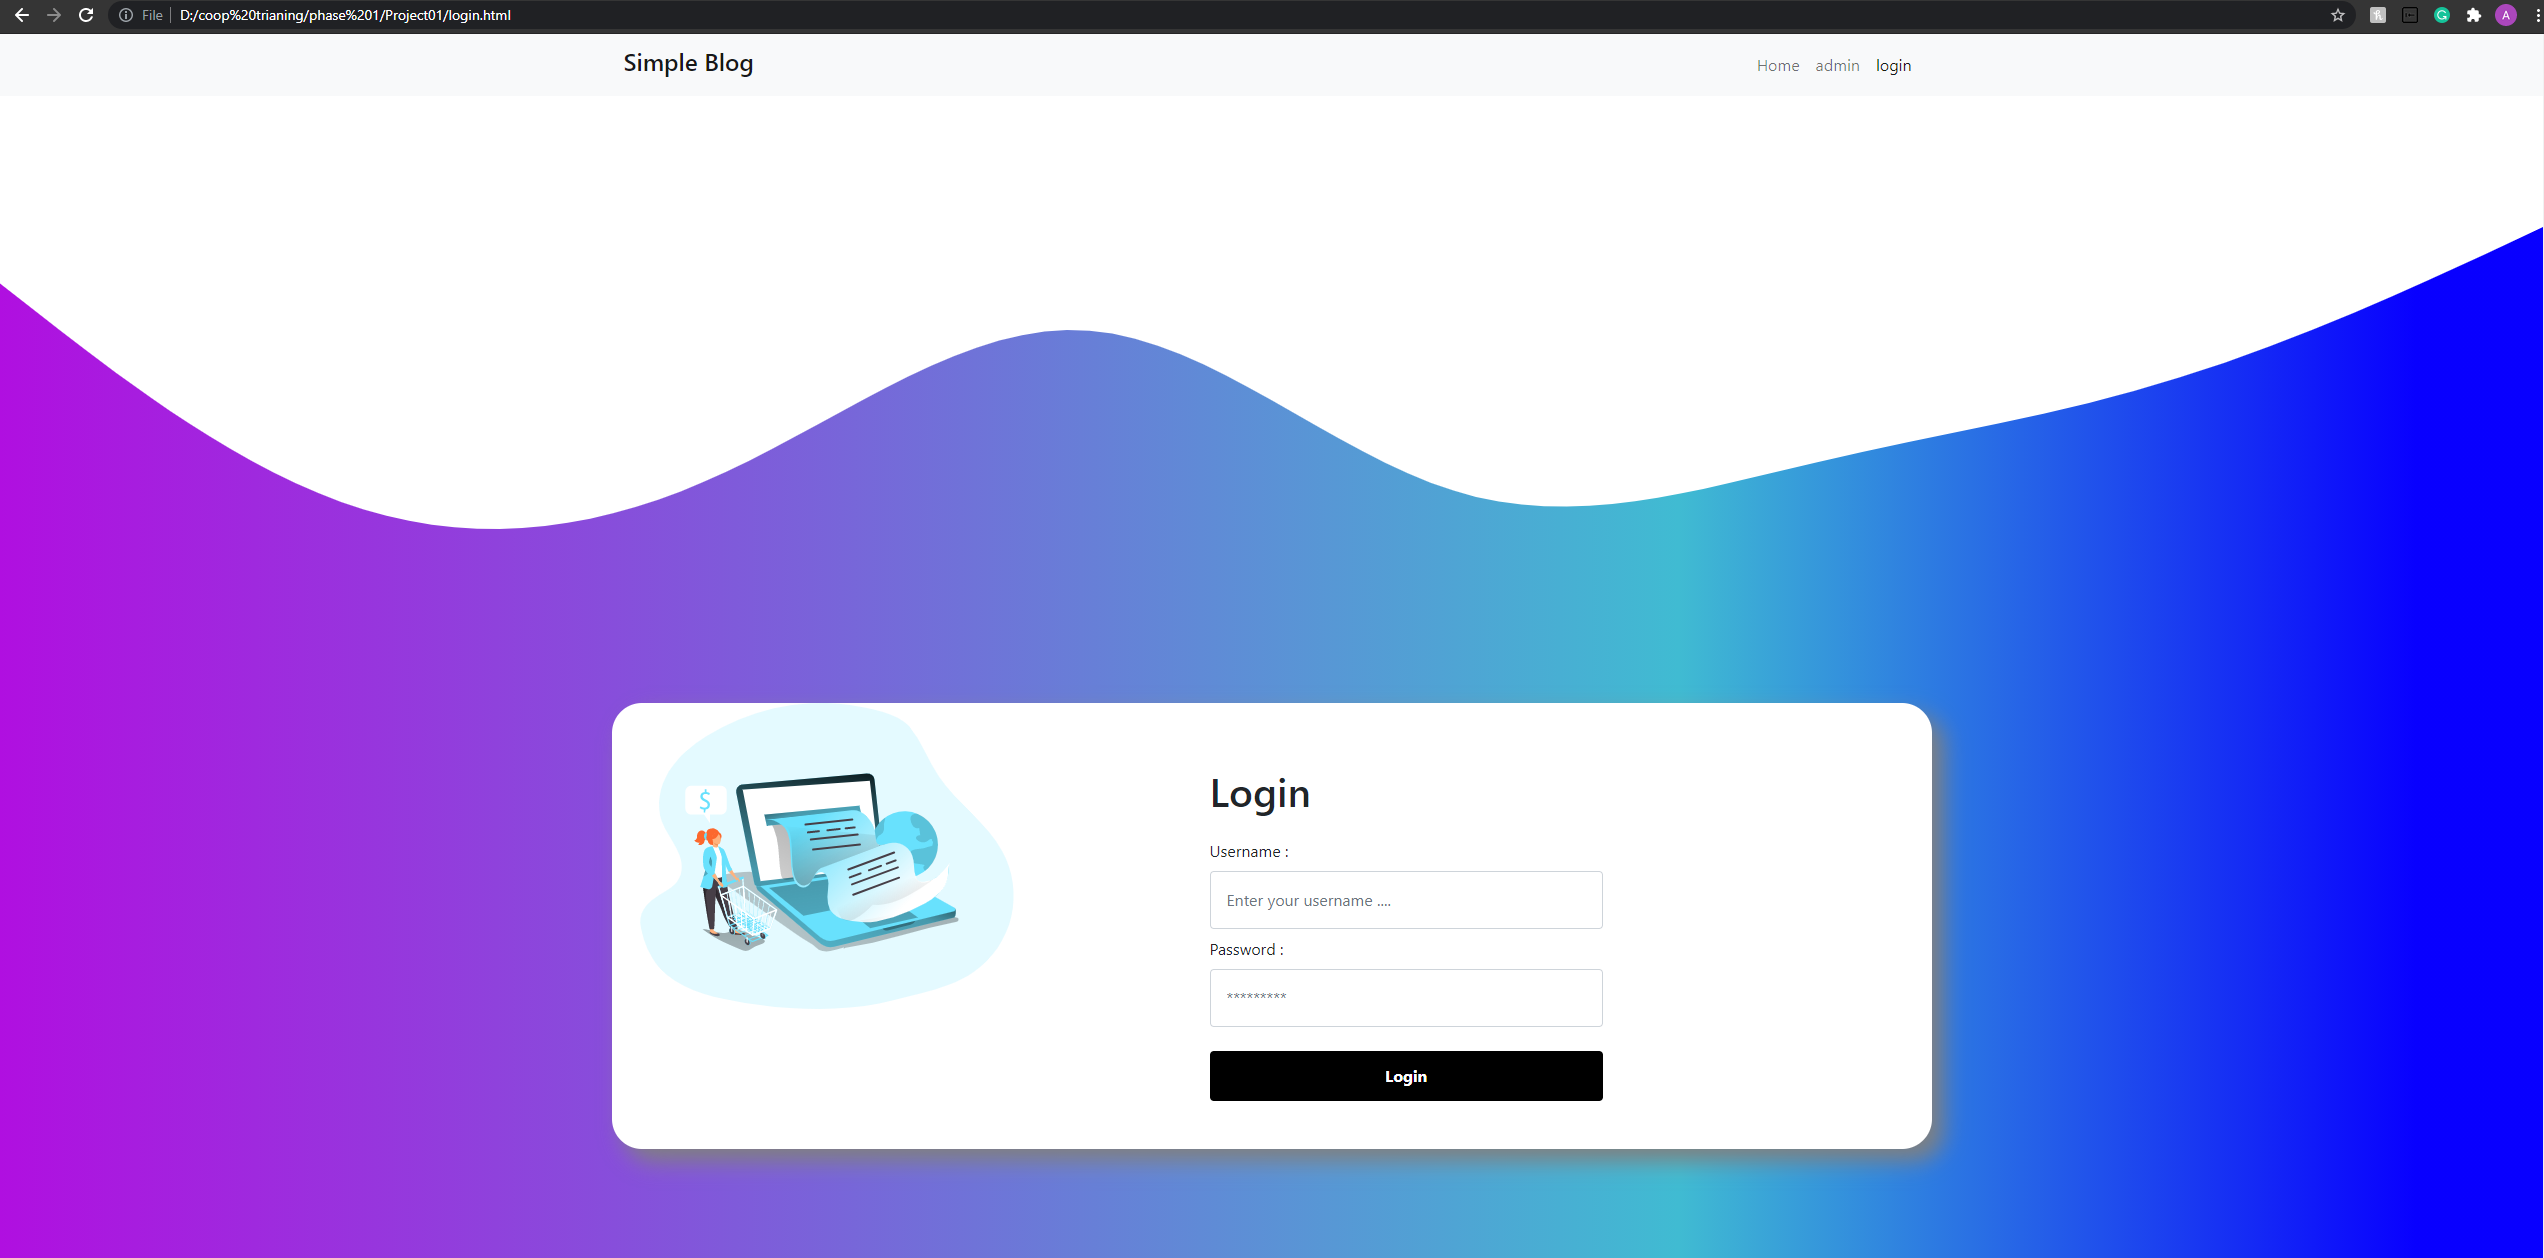 File D:/coop%20trianing/phase%201/Project01/login.html
A
Simple Blog
Home admin login
$
Login
Username :
Enter your username ....
Password :
*********
Login